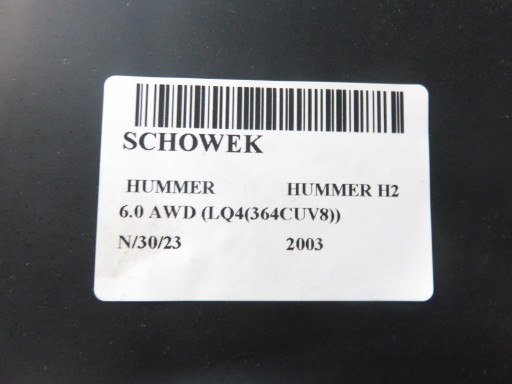 SCHOWEK
HUMMER HUMMER H2
6.0 AWD (LQ4(364CUV8))
N/30/23 2003